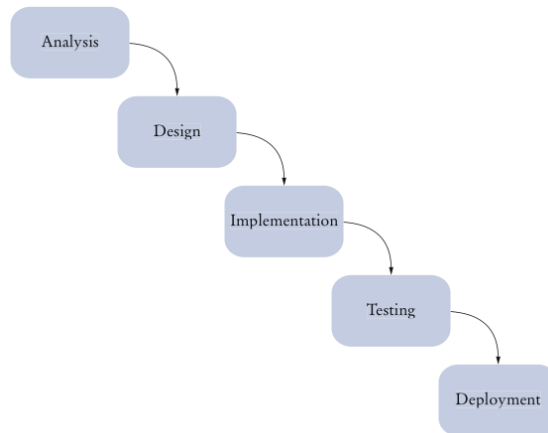 Analysis
Design
Implementation
Testing
Deployment